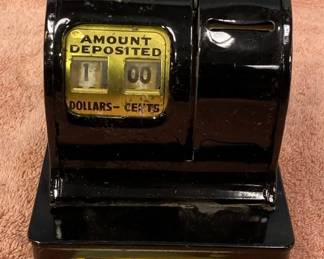 AMOUNT
DEPOSITED
1 00
DOLLARS- CENTS